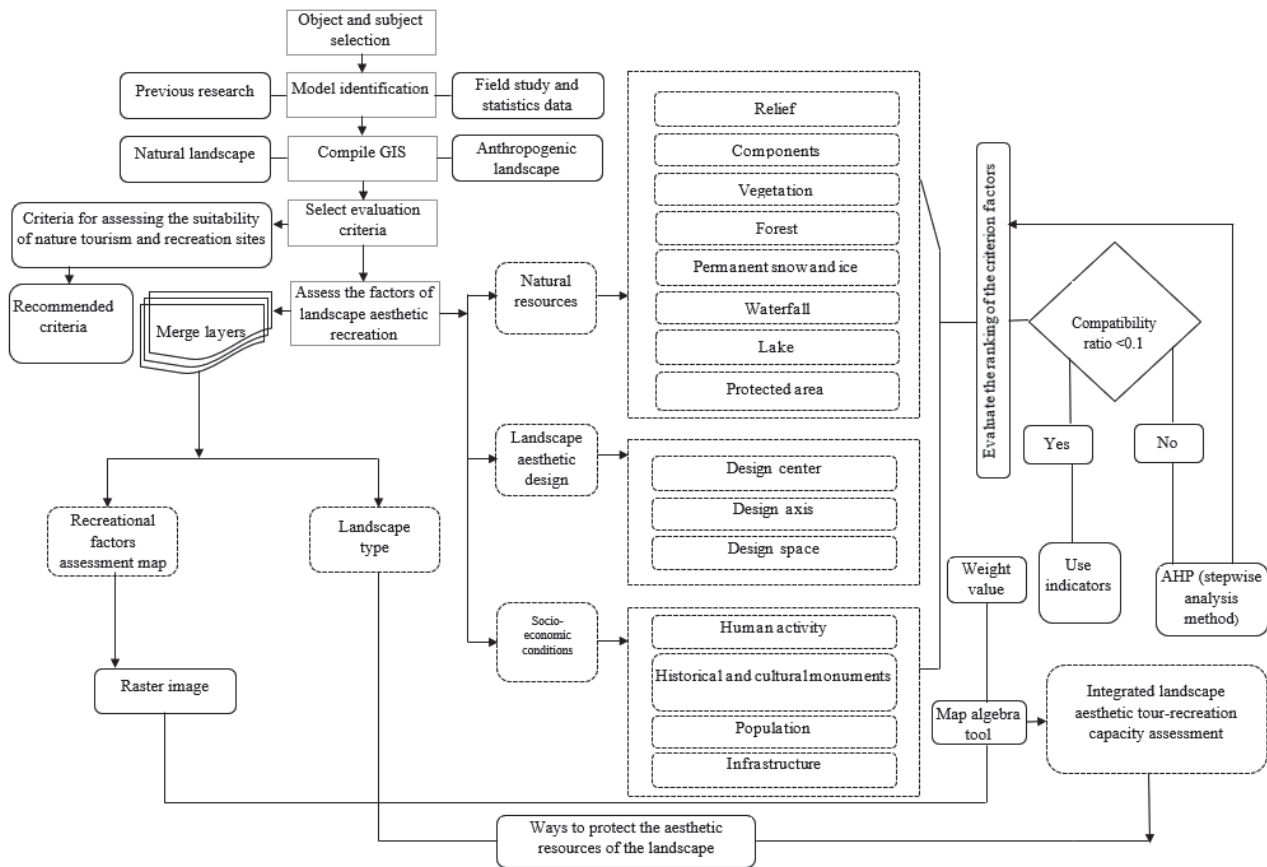 Object and subject
selection
Previous research
Model identification
Field study and
statistics data
Natural landscape
Compile GIS
Anthropogenic
landscape
Criteria for assessing the suitability
of nature tourism and recreation sites
Select evaluation
criteria
Recommended
criteria
Merge layers
Assess the factors of
landscape aesthetic
recreation
Natural
resources
Relief
Components
Vegetation
Forest
Permanent snow and ice
Waterfall
Lake
Protected area
Evaluate the ranking of the criterion factors
Compatibility
ratio <0.1
Yes
No
Landscape
aesthetic
design
Design center
Design axis
Design space
Recreational
factors
assessment map
Landscape
type
Weight
value
Use
indicators
AHP (stepwise
analysis
method)
Socio-
economic
conditions
Human activity
Historical and cultural monuments
Population
Infrastructure
Raster image
Map algebra
tool
Integrated landscape
aesthetic tour-recreation
capacity assessment
Ways to protect the aesthetic
resources of the landscape